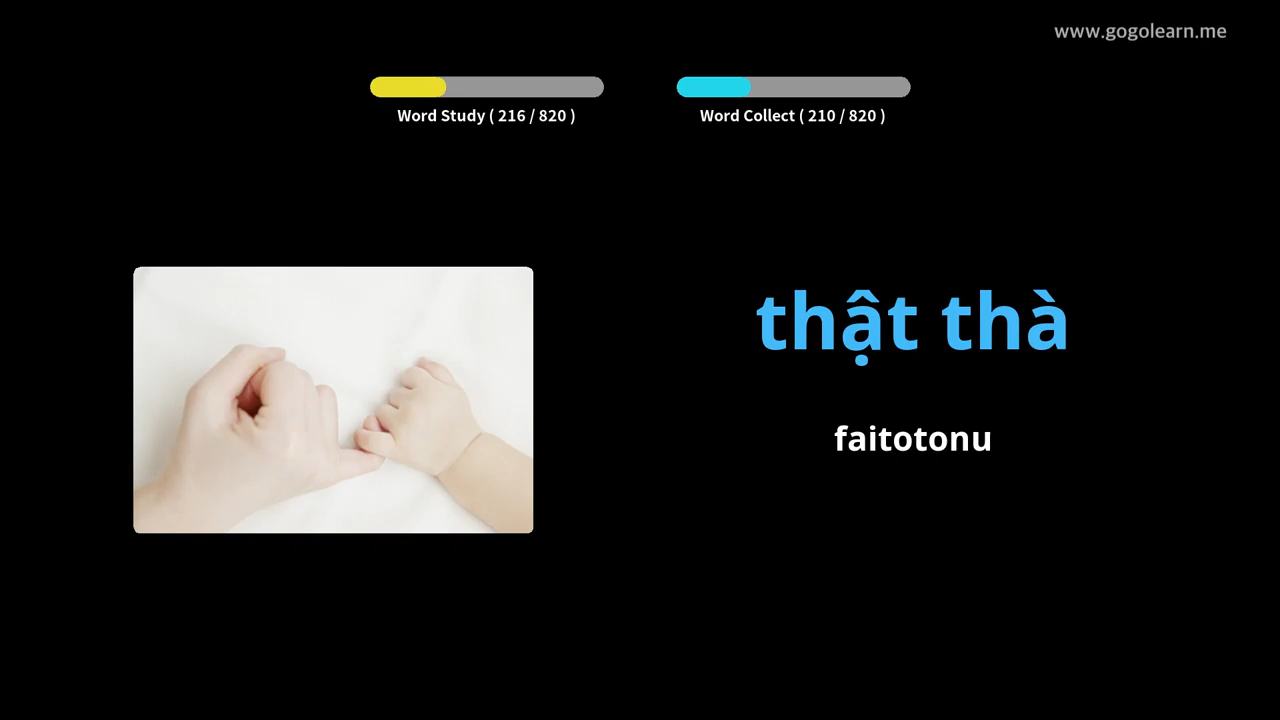 www.gogolearn.me
Word Study ( 216 / 820 )
Word Collect ( 210 / 820 )
thật thà
faitotonu